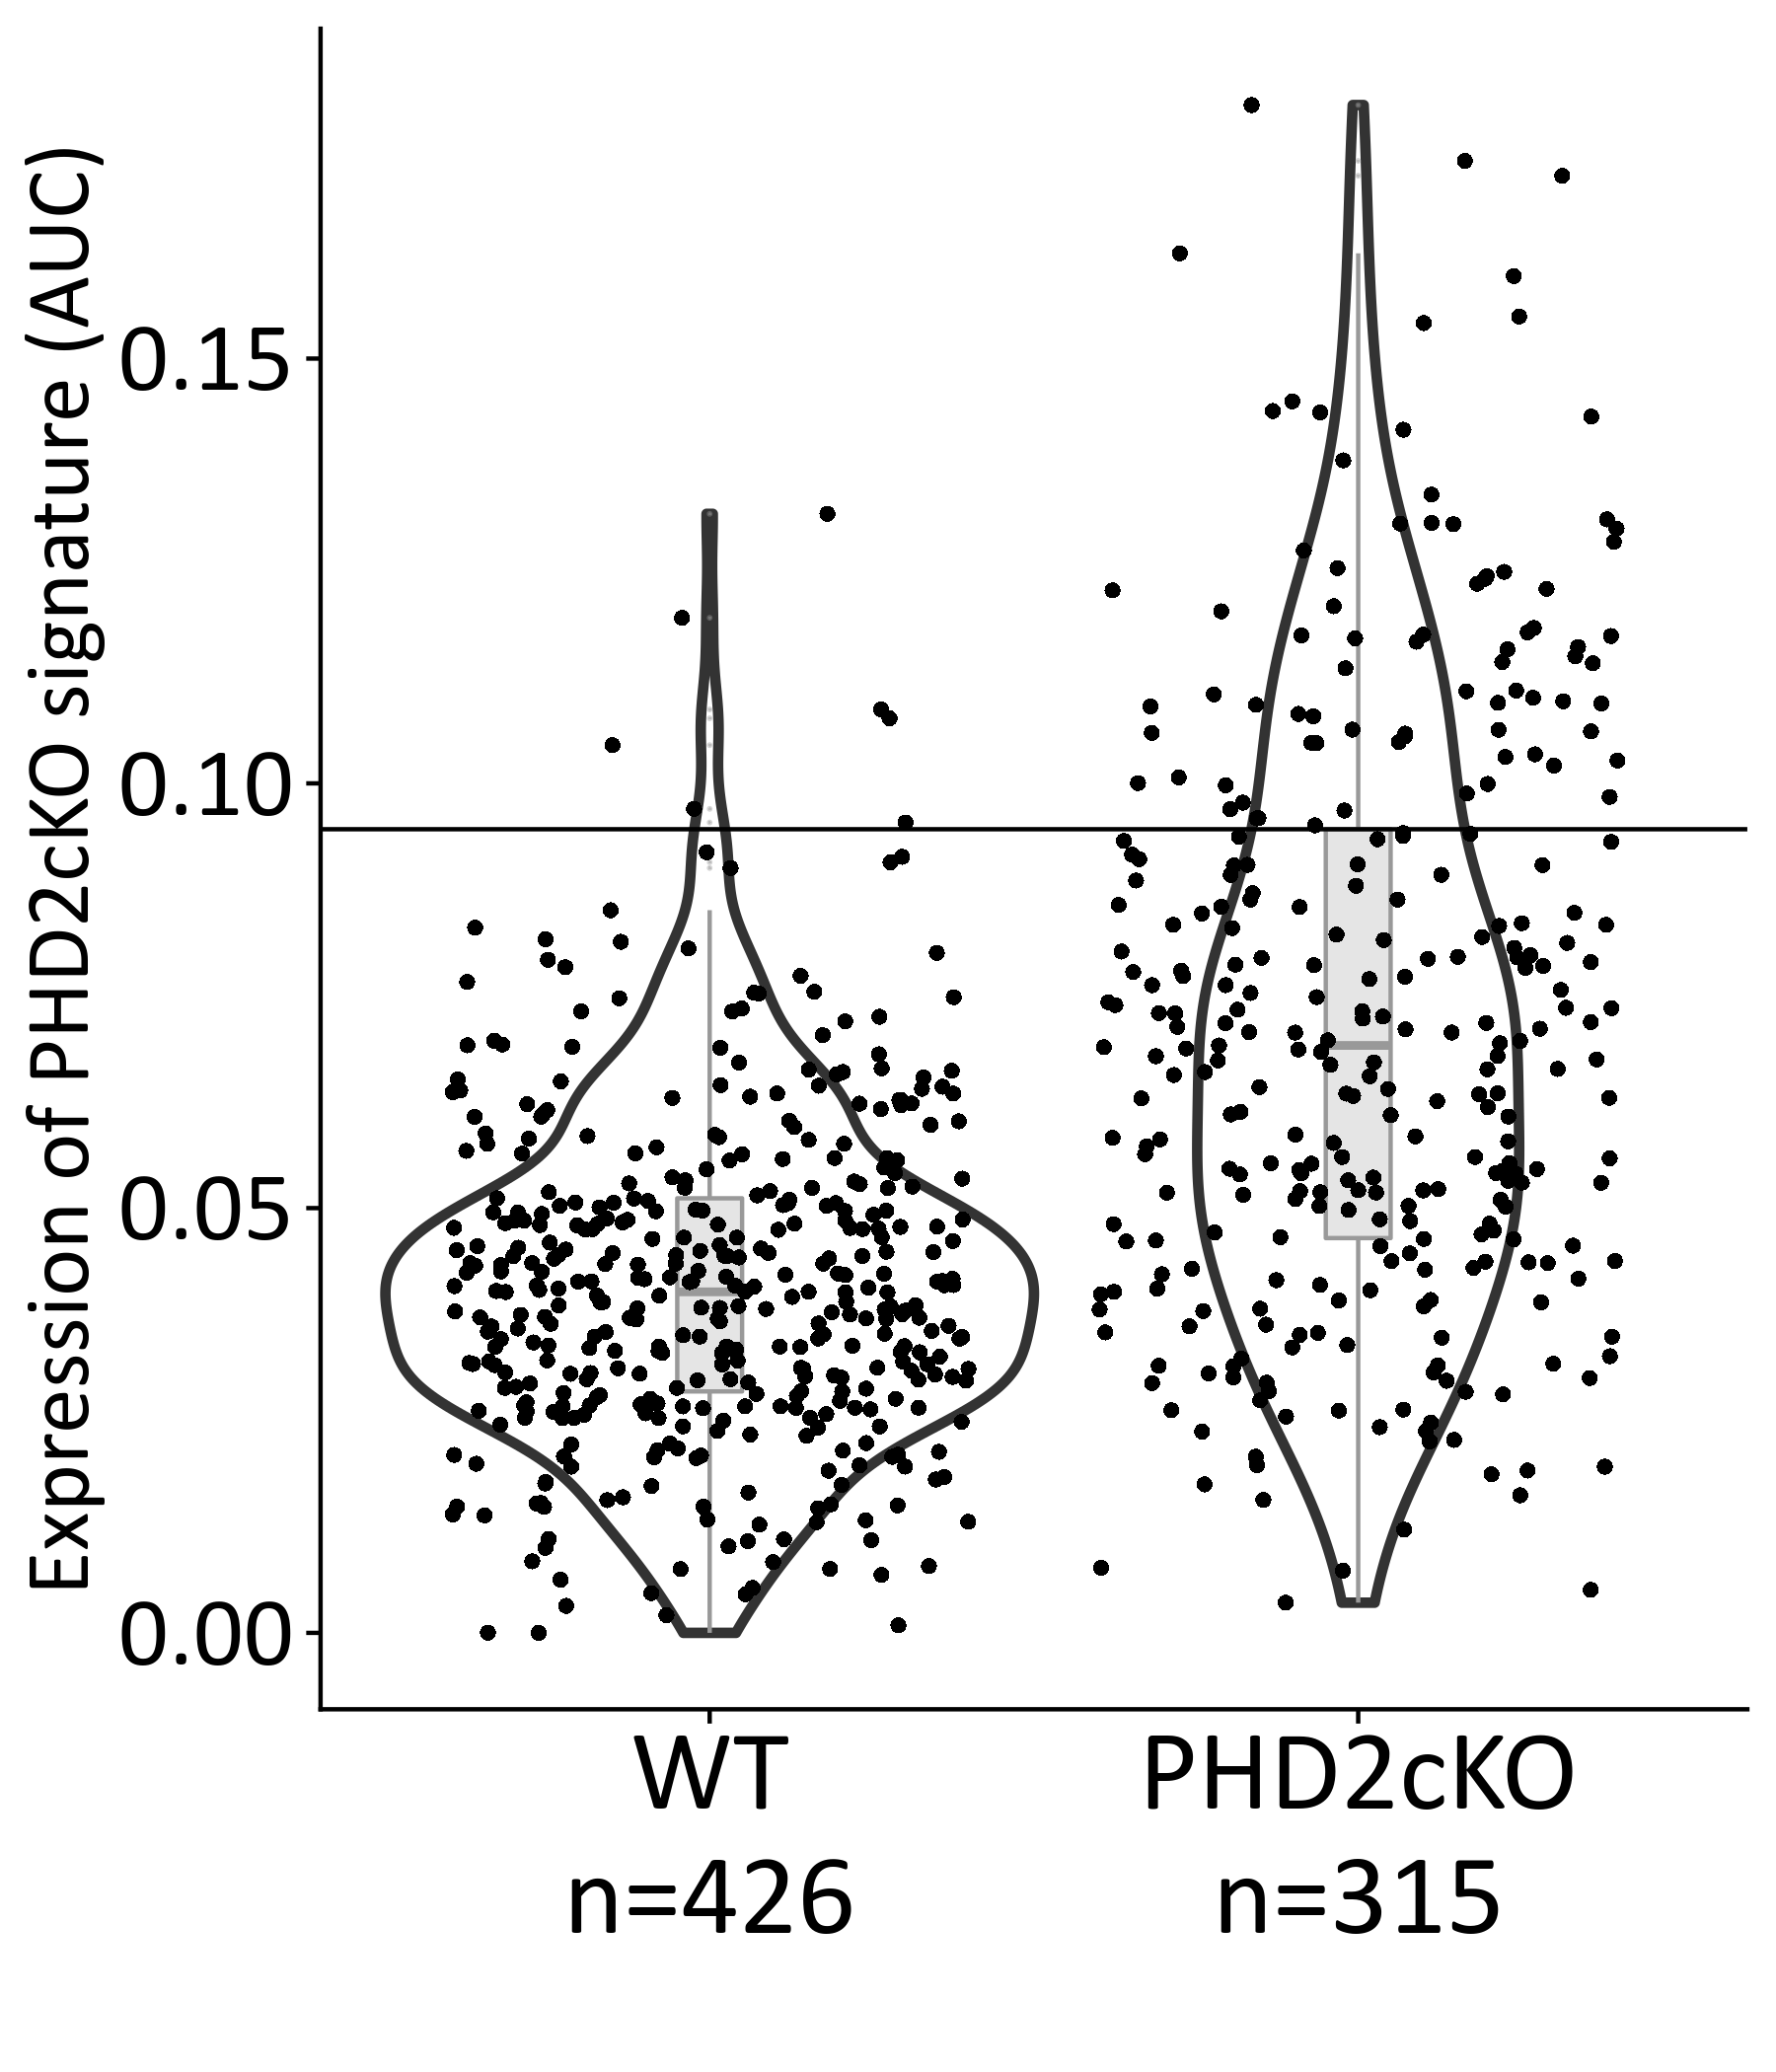 Expression of PHD2cKO signature (AUC)
0.15
0.10
0.05
0.00
WT
PHD2cKO
n=426
n=315